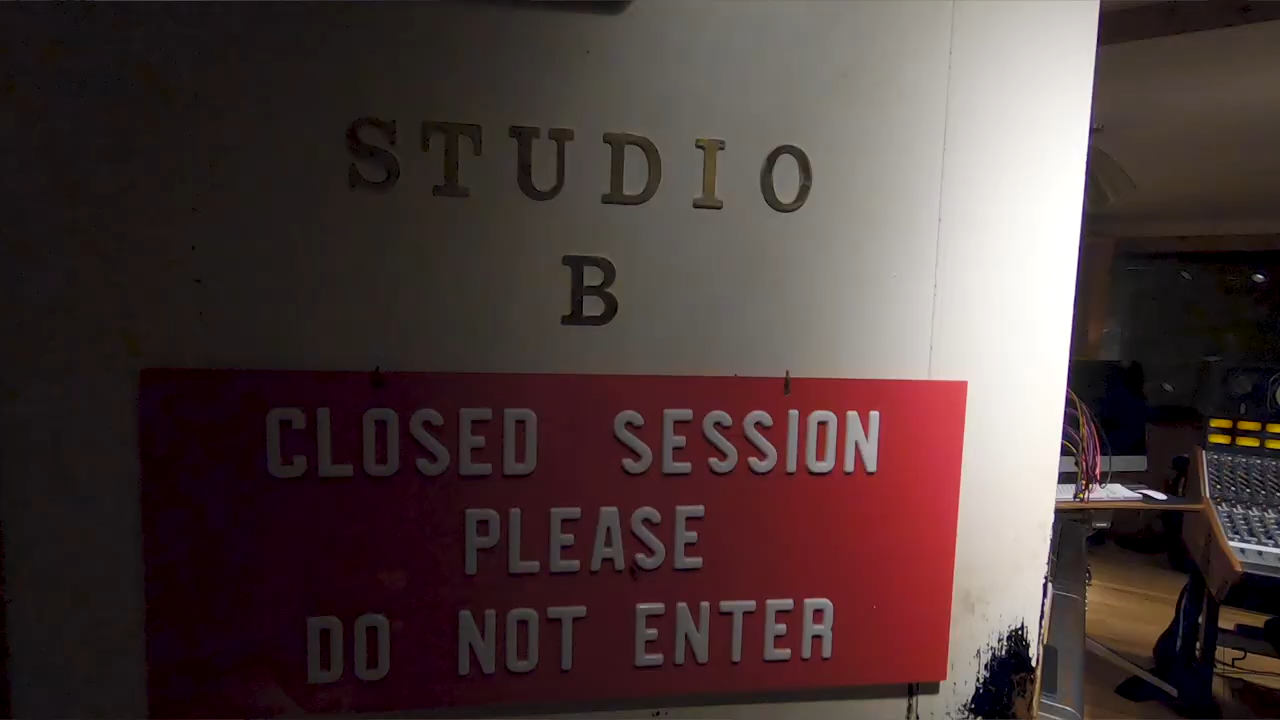 STUDIO
B
CLOSED SESSION
PLEASE
DO NOT ENTER